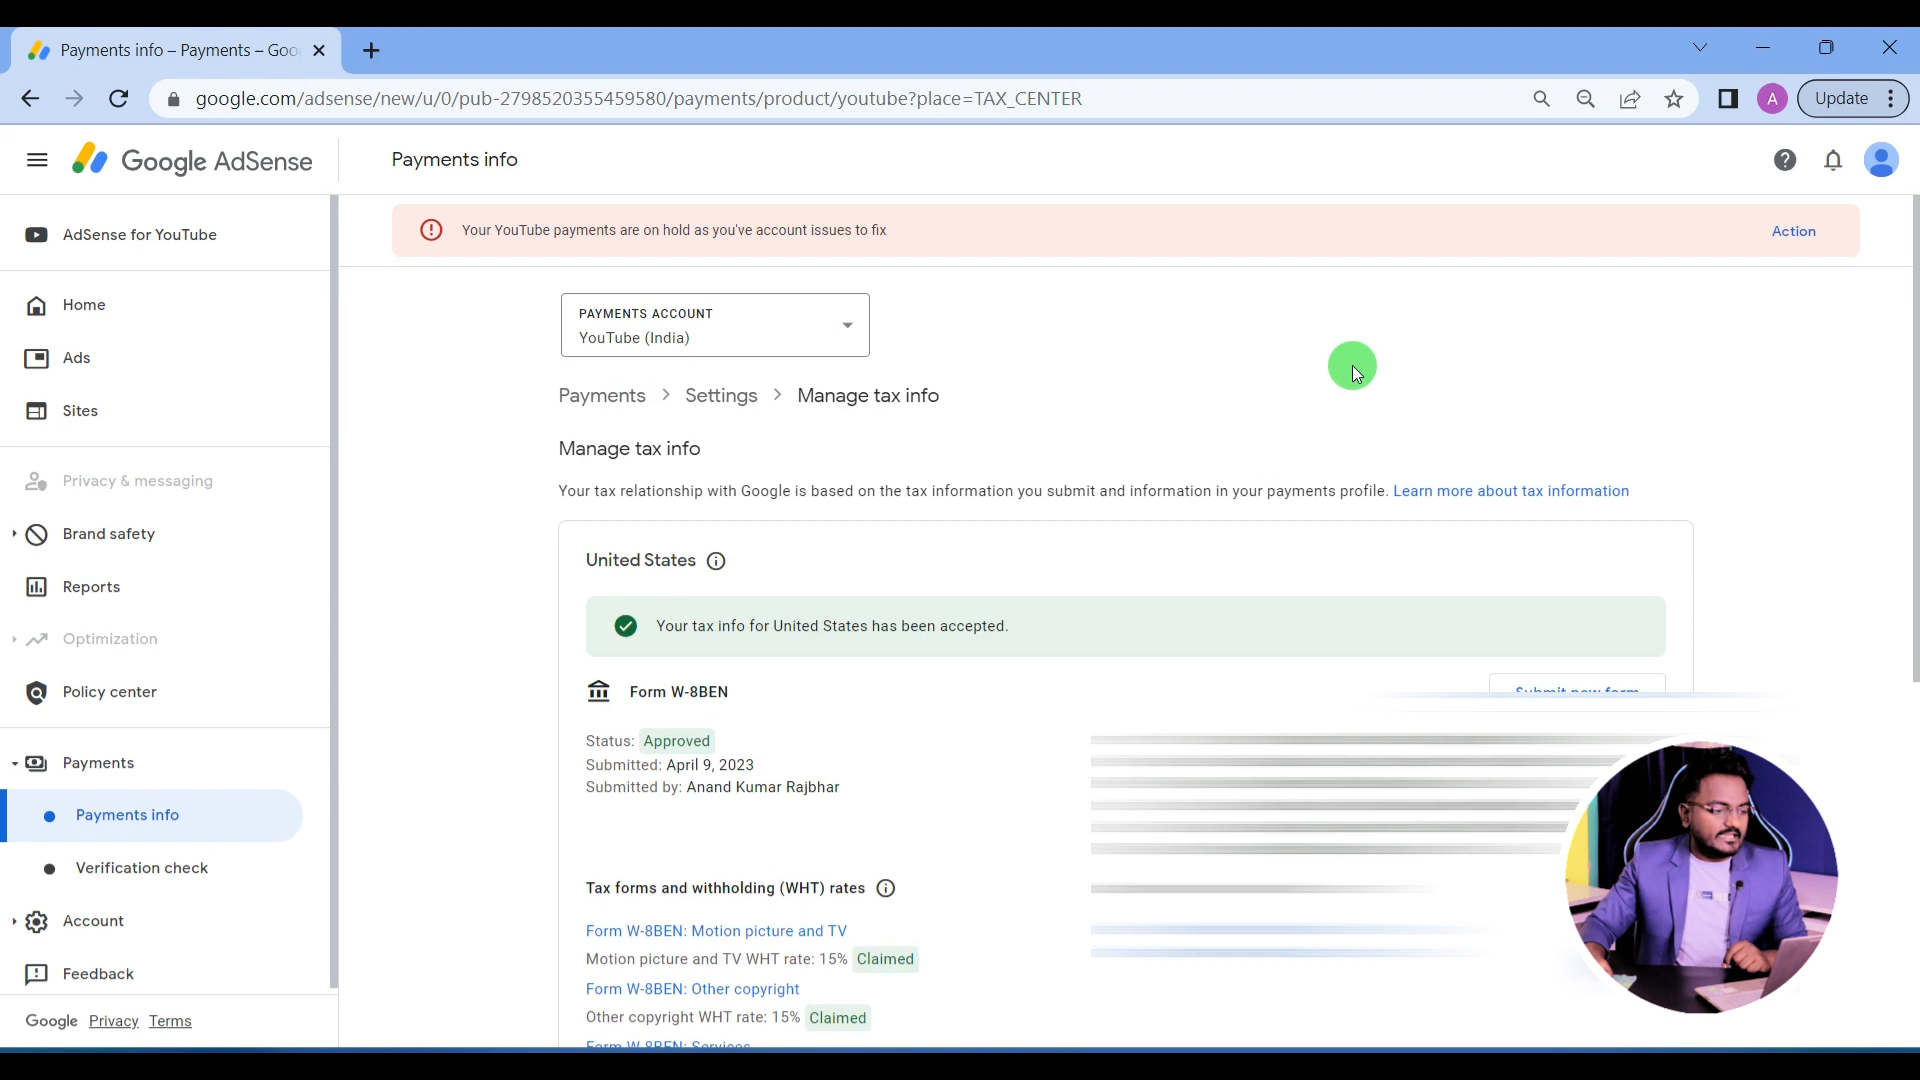 Payments info – Payments – Goo
google.com/adsense/new/u/0/pub-2798520355459580/payments/product/youtube?place=TAX_CENTER
A
Update
Google AdSense
Payments info
AdSense for YouTube
Home
Ads
Sites
Privacy & messaging
Brand safety
Reports
Optimization
Policy center
Payments
Payments info
Verification check
Account
Feedback
Google Privacy Terms
Your YouTube payments are on hold as you've account issues to fix
Action
PAYMENTS ACCOUNT
YouTube (India)
Payments > Settings > Manage tax info
Manage tax info
Your tax relationship with Google is based on the tax information you submit and information in your payments profile. Learn more about tax information
United States
Your tax info for United States has been accepted.
Form W-8BEN
Submit new form
Status: Approved
Submitted: April 9, 2023
Submitted by: Anand Kumar Rajbhar
Tax forms and withholding (WHT) rates
Form W-8BEN: Motion picture and TV
Motion picture and TV WHT rate: 15% Claimed
Form W-8BEN: Other copyright
Other copyright WHT rate: 15% Claimed
Form W-8BEN: Services